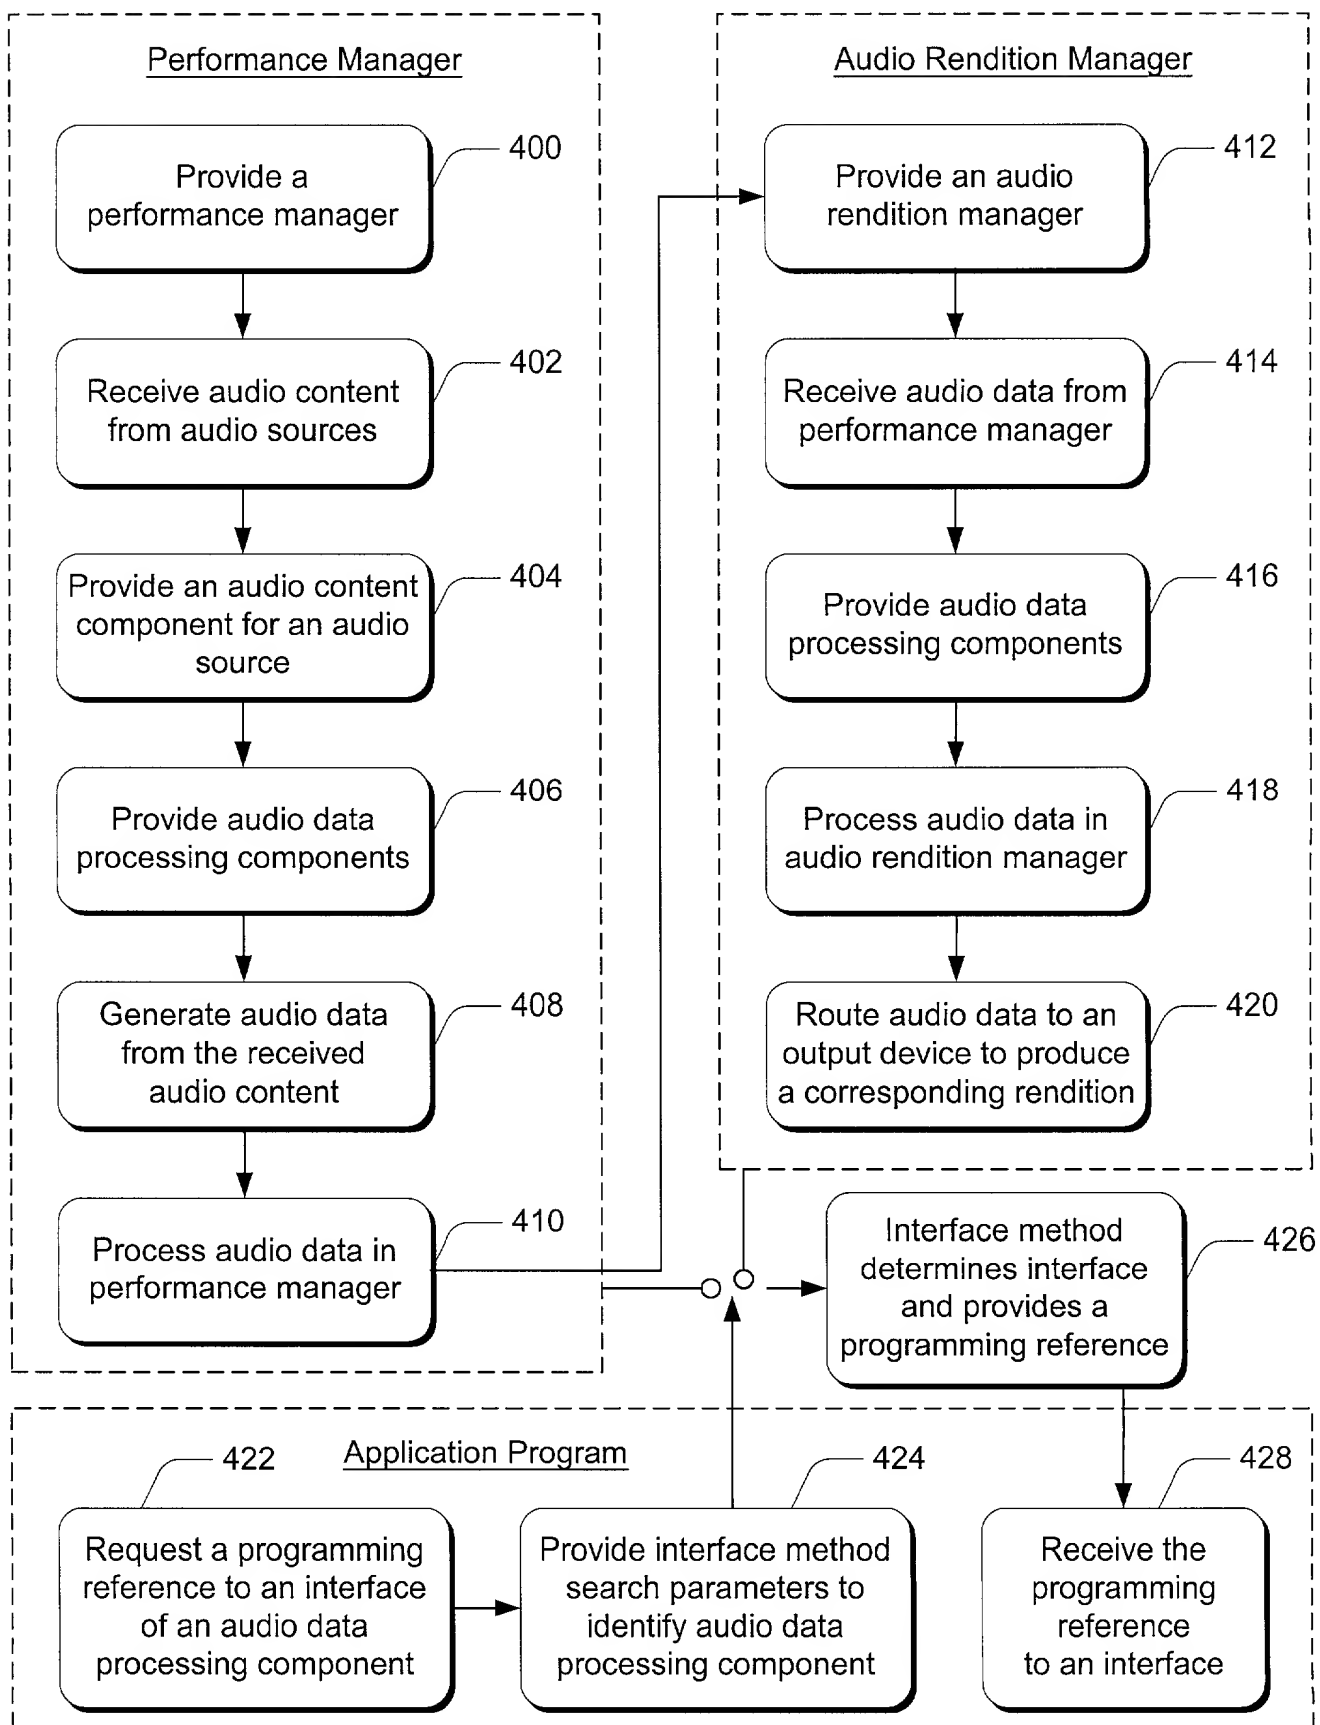 Performance Manager
400
Provide a
performance manager
402
Receive audio content
from audio sources
404
Provide an audio content
component for an audio
source
406
Provide audio data
processing components
408
Generate audio data
from the received
audio content
410
Process audio data in
performance manager
Audio Rendition Manager
412
Provide an audio
rendition manager
414
Receive audio data from
performance manager
416
Provide audio data
processing components
418
Process audio data in
audio rendition manager
420
Route audio data to an
output device to produce
a corresponding rendition
Interface method
determines interface
and provides a
programming reference
426
Application Program
422
Request a programming
reference to an interface
of an audio data
processing component
424
Provide interface method
search parameters to
identify audio data
processing component
428
Receive the
programming
reference
to an interface